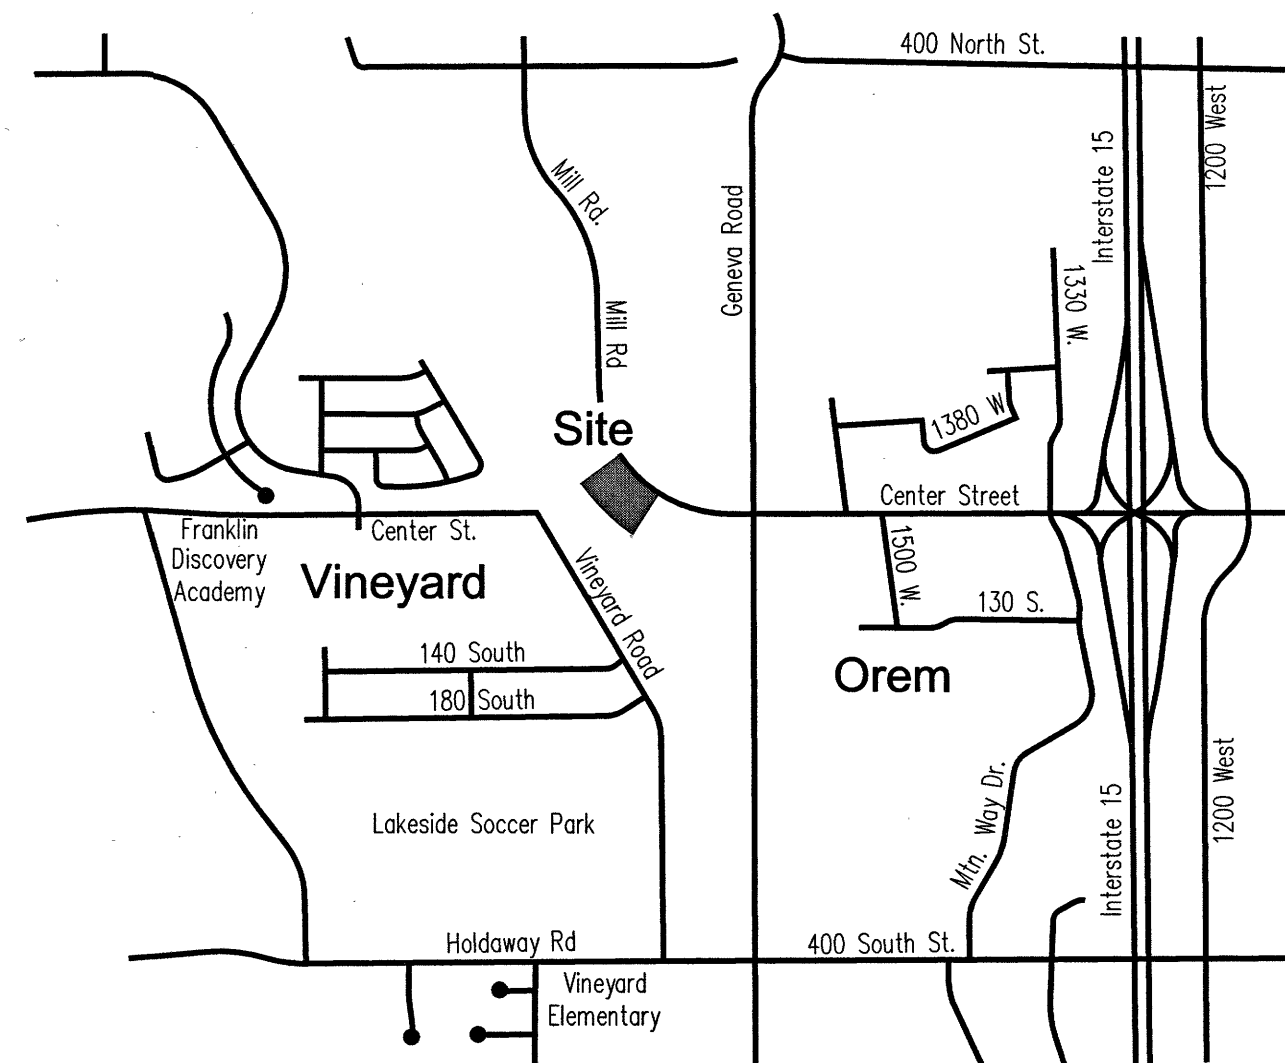 400 North St.
1200 West
Interstate 15
Mill Rd.
Geneva Road
1330 W.
Mill Rd
1380 W
Site
Center Street
Franklin
Discovery
Academy
Center St.
1500 W.
Vineyard
Vineyard Road
130 S.
140 South
Orem
180 South
Mtn. Way Dr.
1200 West
Lakeside Soccer Park
Interstate 15
Holdaway Rd
400 South St.
Vineyard
Elementary